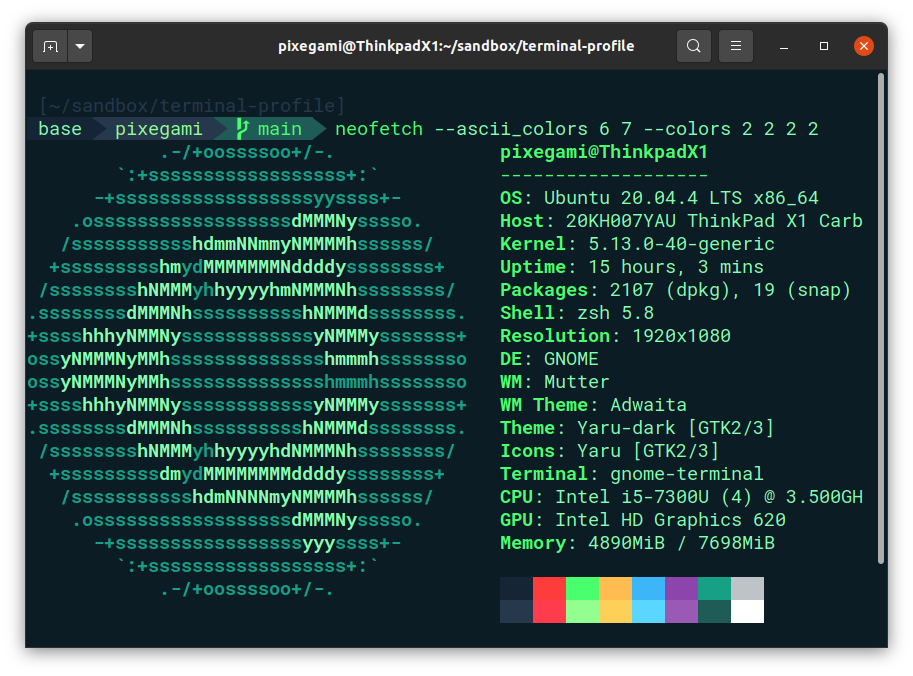 pixegami@ThinkpadX1:~/sandbox/terminal-profile
[~/sandbox/terminal-profile]
base pixegami main neofetch --ascii_colors 6 7 --colors 2 2 2 2
.-/+oossssoo+/-. pixegami@ThinkpadX1
`:+ssssssssssssssssss+:` -------------------
-+ssssssssssssssssssyyssss+- OS: Ubuntu 20.04.4 LTS x86_64
.ossssssssssssssssssdMMMNysssso. Host: 20KH007YAU ThinkPad X1 Carb
/ssssssssssshdmmNNmmyNMMMMhssssss/ Kernel: 5.13.0-40-generic
+ssssssssshmydMMMMMMMNddddyssssssss+ Uptime: 15 hours, 3 mins
/sssssssshNMMMyhhyyyyhmNMMMNhssssssss/ Packages: 2107 (dpkg), 19 (snap)
.ssssssssdMMMNhsssssssssshNMMMdssssssss. Shell: zsh 5.8
+sssshhhyNMMNyssssssssssssyNMMMysssssss+ Resolution: 1920x1080
ossyNMMMNyMMhsssssssssssssshmmmhssssssso DE: GNOME
ossyNMMMNyMMhsssssssssssssshmmmhssssssso WM: Mutter
+sssshhhyNMMNyssssssssssssyNMMMysssssss+ WM Theme: Adwaita
.ssssssssdMMMNhsssssssssshNMMMdssssssss. Theme: Yaru-dark [GTK2/3]
/sssssssshNMMMyhhyyyyhdNMMMNhssssssss/ Icons: Yaru [GTK2/3]
+sssssssssdmydMMMMMMMMddddyssssssss+ Terminal: gnome-terminal
/ssssssssssshdmNNNNmyNMMMMhssssss/ CPU: Intel i5-7300U (4) @ 3.500GH
.ossssssssssssssssssdMMMNysssso. GPU: Intel HD Graphics 620
-+sssssssssssssssssyyyssss+- Memory: 4890MiB / 7698MiB
`:+ssssssssssssssssss+:`
.-/+oossssoo+/-.